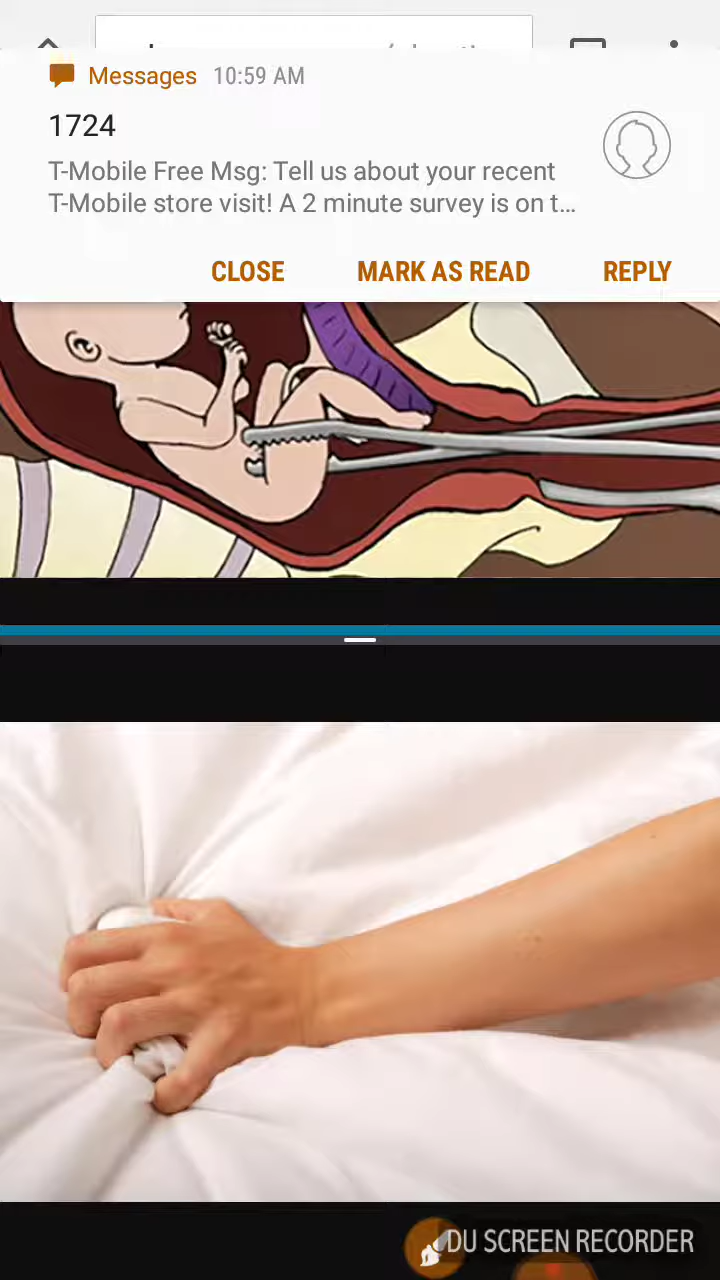 Messages 10:59 AM
1724
T-Mobile Free Msg: Tell us about your recent
T-Mobile store visit! A 2 minute survey is on t...
CLOSE MARK AS READ REPLY
DU SCREEN RECORDER